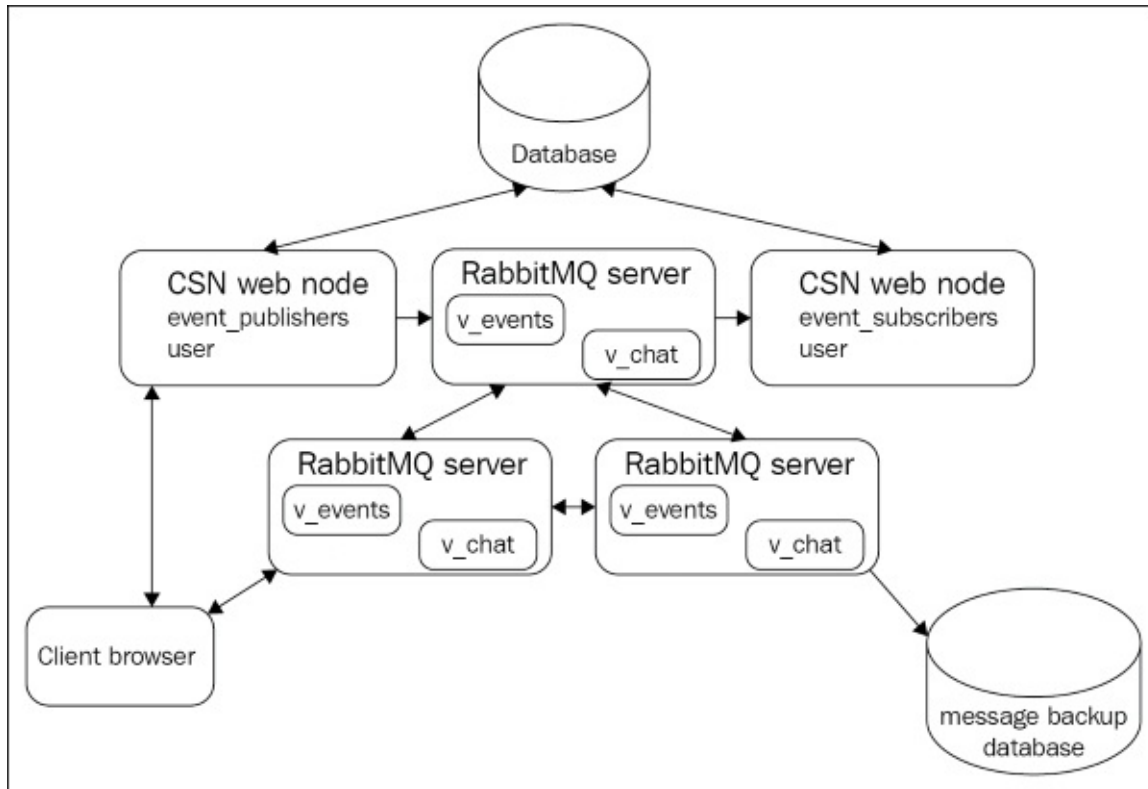 Database
CSN web node
event_publishers
user
RabbitMQ server
v_events
v_chat
CSN web node
event_subscribers
user
RabbitMQ server
v_events
v_chat
RabbitMQ server
v_events
v_chat
Client browser
message backup
database